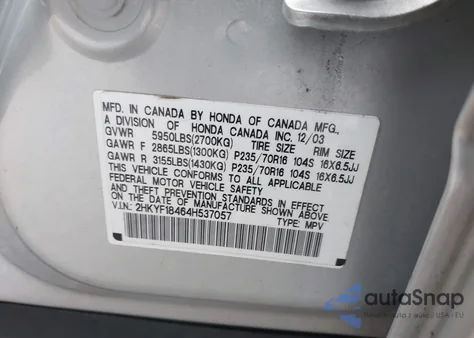 MFD. IN CANADA BY HONDA OF CANADA MFG.,
A DIVISION OF HONDA CANADA INC. 12/03
GVWR 5950LBS(2700KG) TIRE SIZE RIM SIZE
GAWR F 2865LBS(1300KG) P235/70R16 104S 16X6.5JJ
GAWR R 3155LBS(1430KG) P235/70R16 104S 16X6.5JJ
THIS VEHICLE CONFORMS TO ALL APPLICABLE
FEDERAL MOTOR VEHICLE SAFETY
AND THEFT PREVENTION STANDARDS IN EFFECT
ON THE DATE OF MANUFACTURE SHOWN ABOVE.
V.I.N: 2HKYF18464H537057 TYPE: MPV
autoSnap
USA i EU